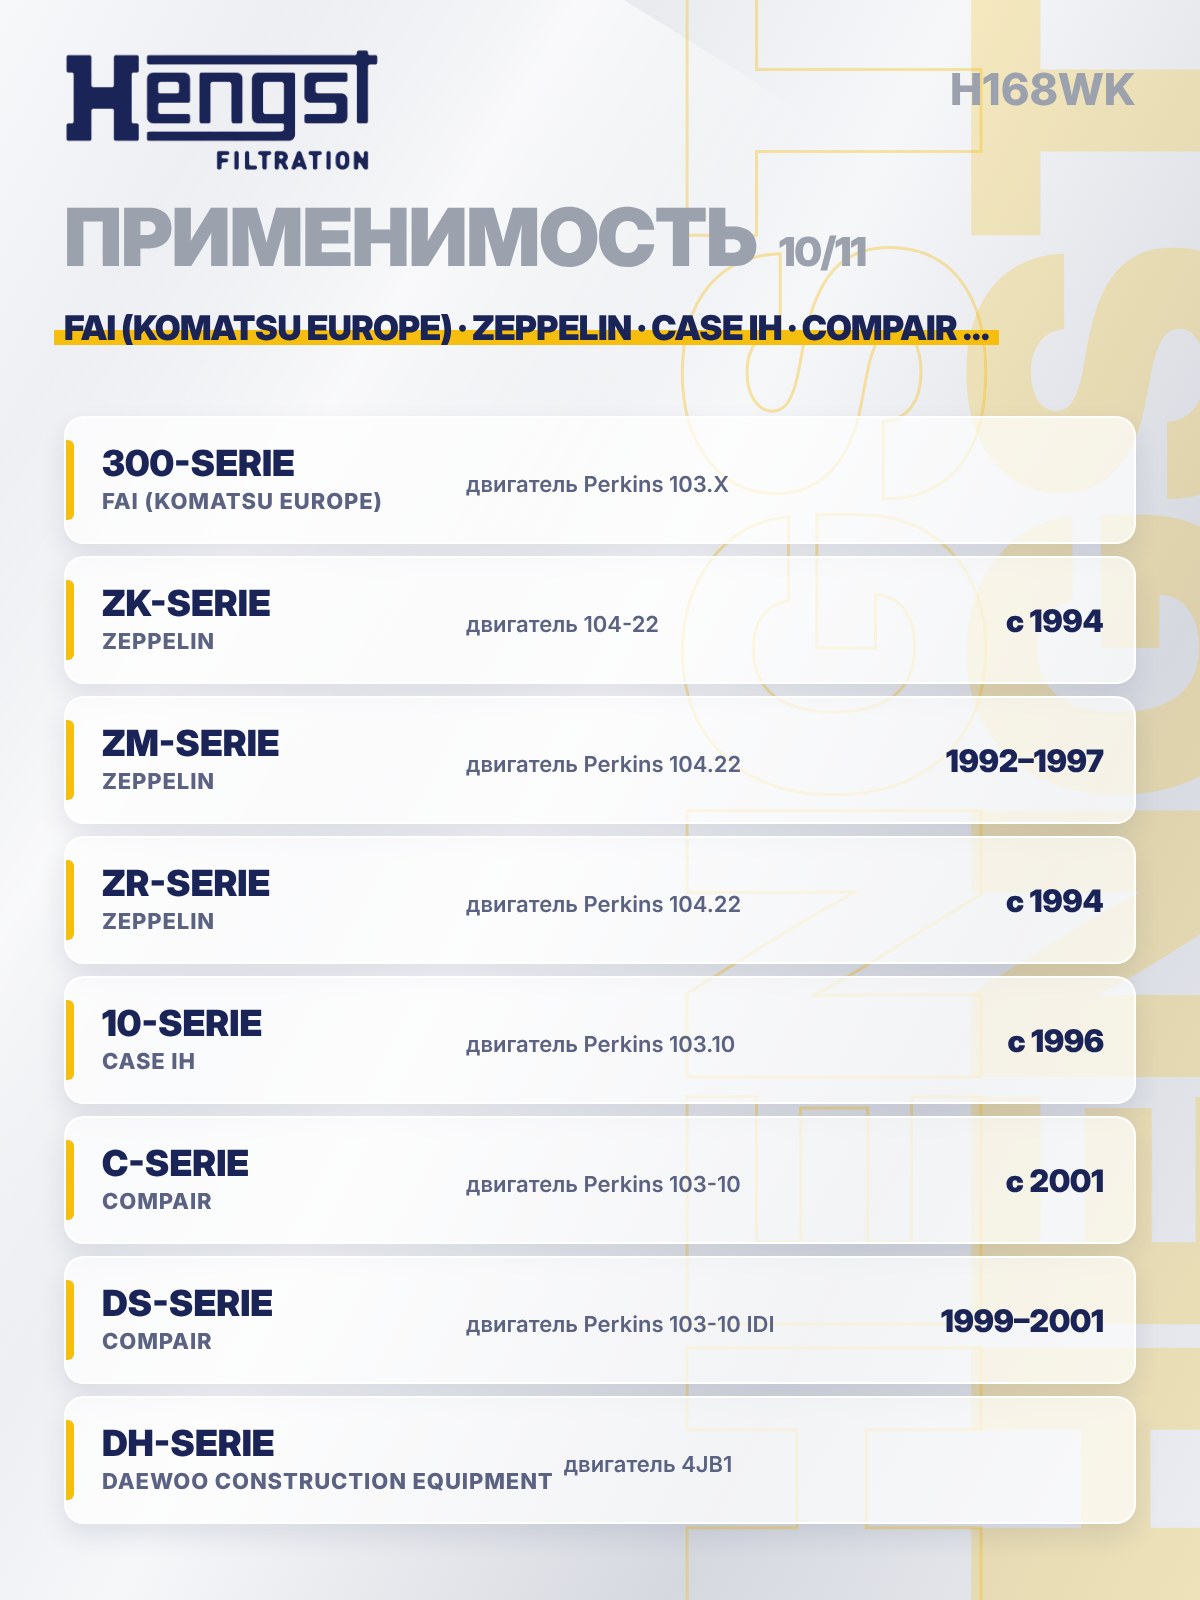 Hengst
FILTRATION
H168WK
ПРИМЕНИМОСТЬ 10/11
FAI (KOMATSU EUROPE) · ZEPPELIN · CASE IH · COMPAIR ...
300-SERIE
FAI (KOMATSU EUROPE)
двигатель Perkins 103.X
ZK-SERIE
ZEPPELIN
двигатель 104-22
с 1994
ZM-SERIE
ZEPPELIN
двигатель Perkins 104.22
1992–1997
ZR-SERIE
ZEPPELIN
двигатель Perkins 104.22
с 1994
10-SERIE
CASE IH
двигатель Perkins 103.10
с 1996
C-SERIE
COMPAIR
двигатель Perkins 103-10
с 2001
DS-SERIE
COMPAIR
двигатель Perkins 103-10 IDI
1999–2001
DH-SERIE
DAEWOO CONSTRUCTION EQUIPMENT
двигатель 4JB1
HENGST
HENGST